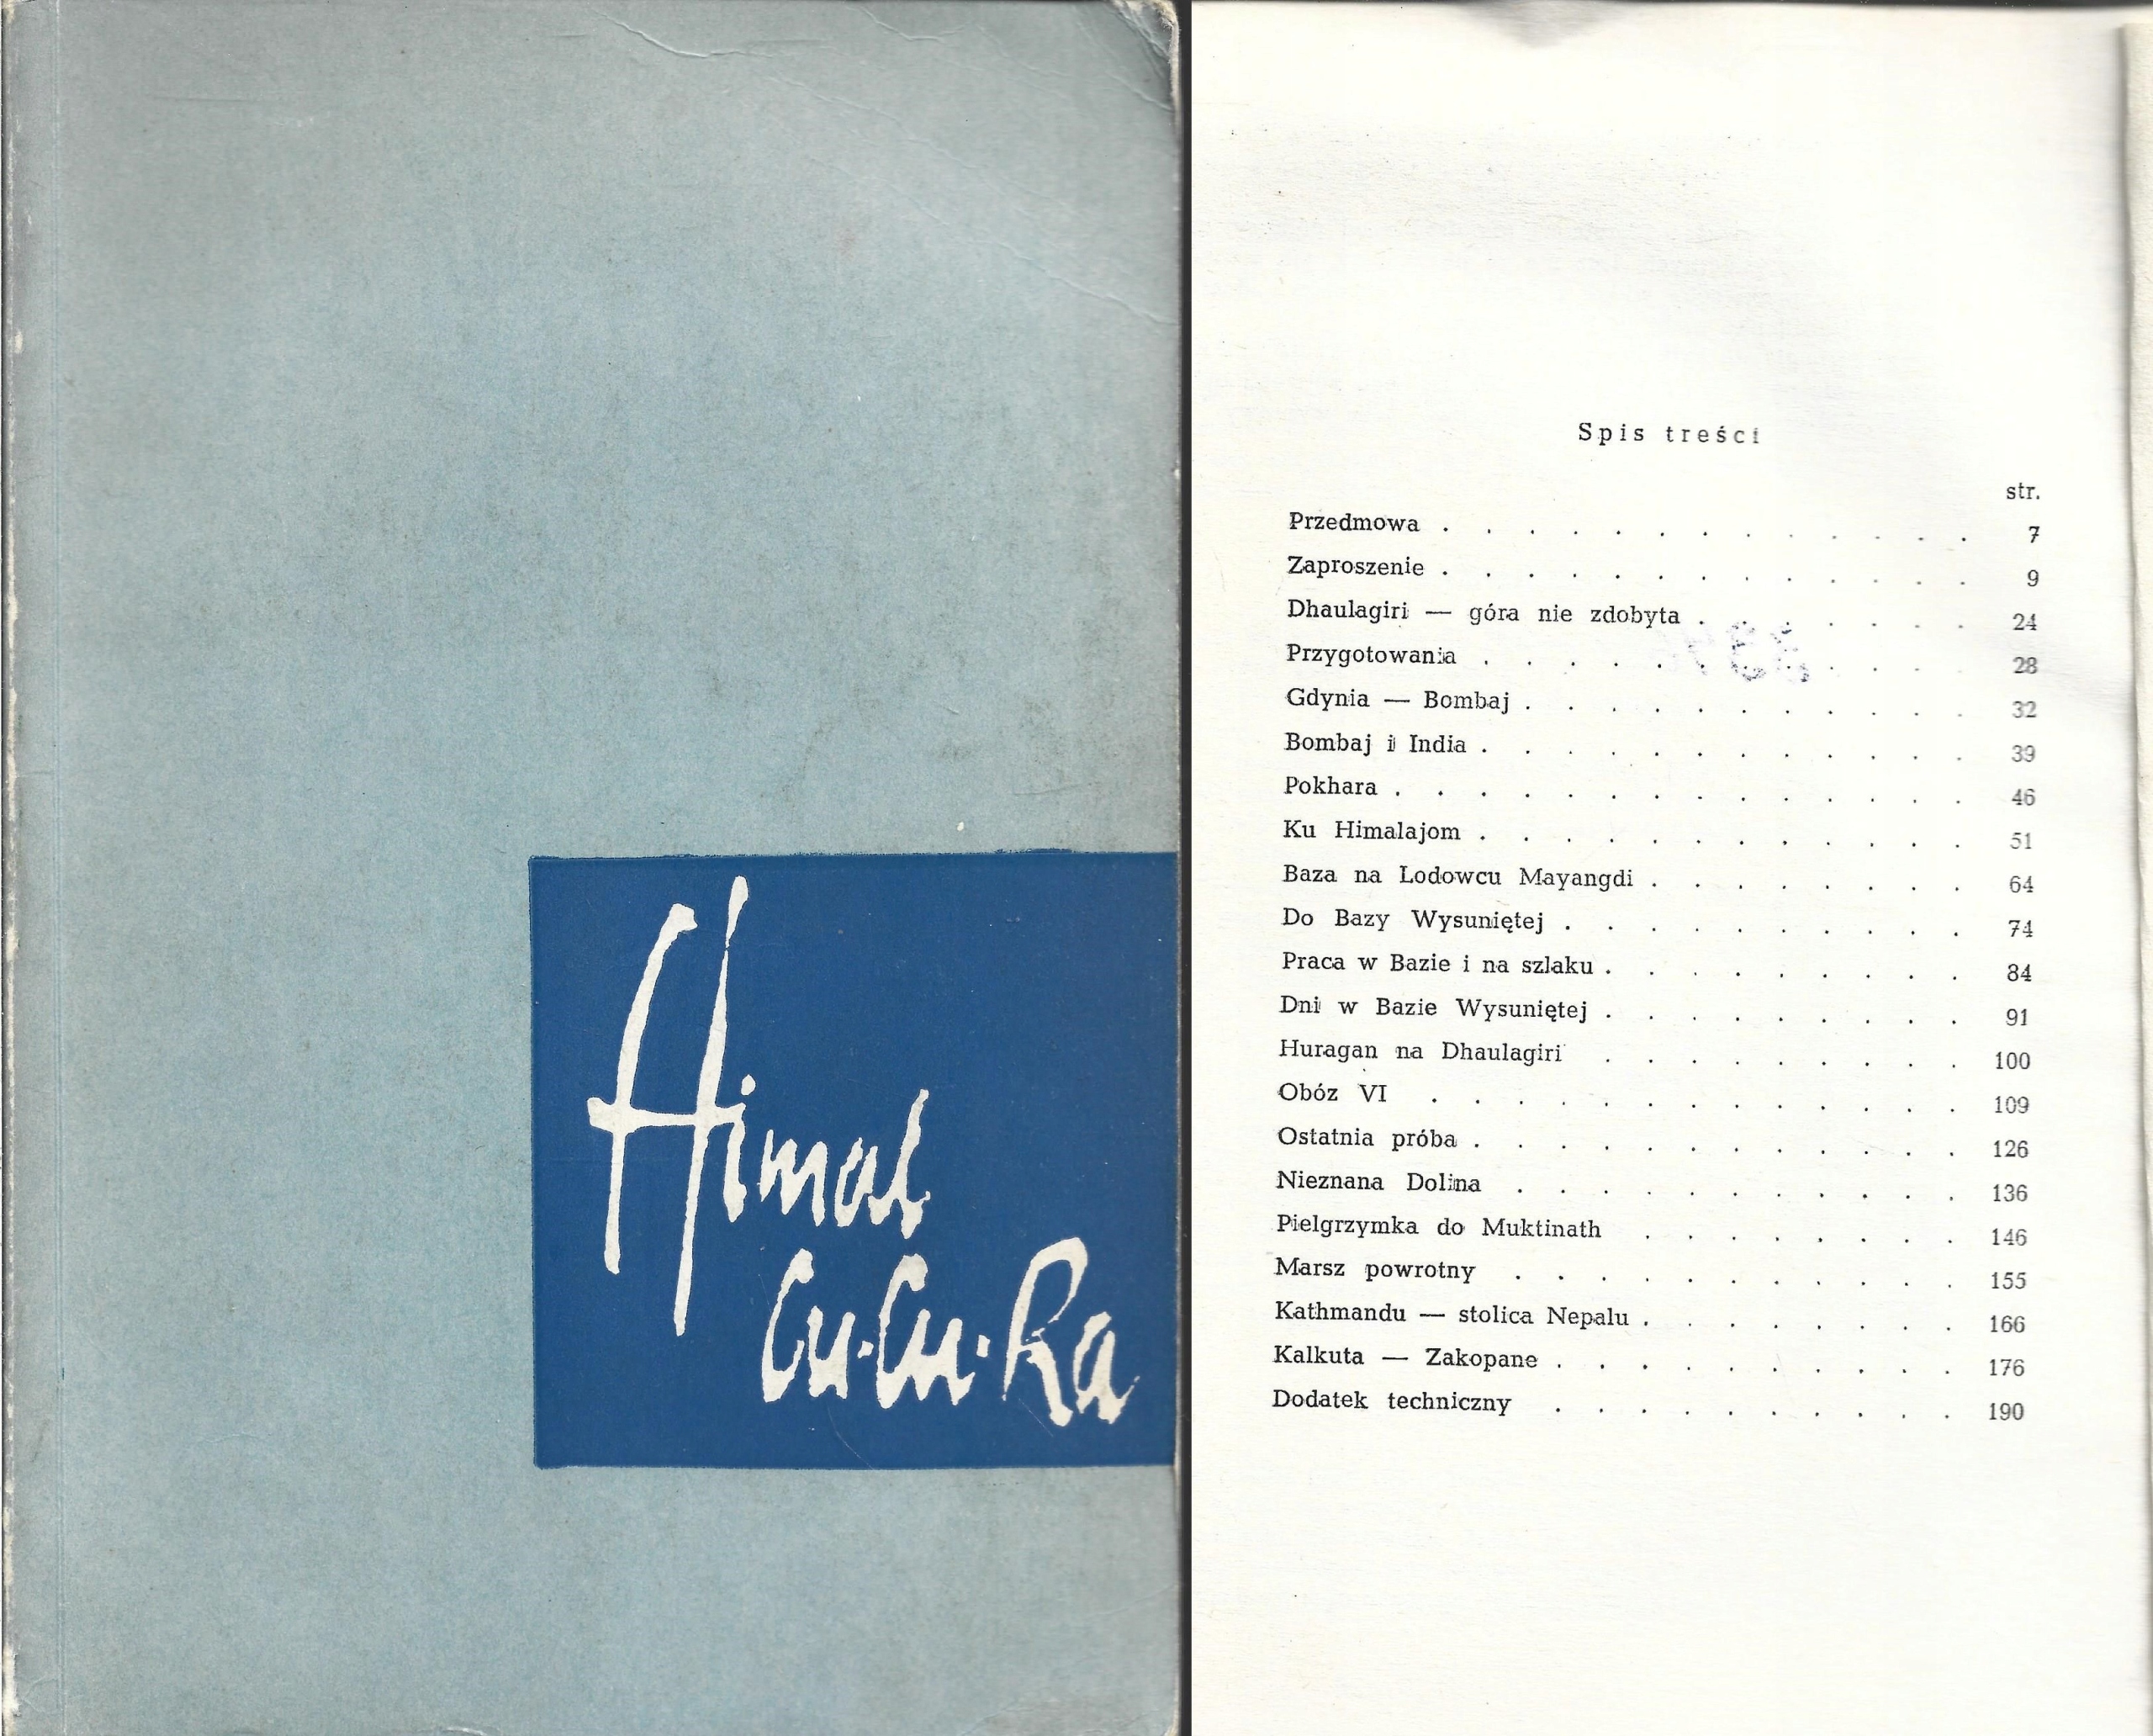 Himal
Cu·Cu·Ra
Spis treści
str.
Przedmowa . . . . . . . . . . . . . 7
Zaproszenie . . . . . . . . . . . . . 9
Dhaulagiri — góra nie zdobyta . . . . . . . 24
Przygotowania . . . . . . . . . . . . 28
Gdynia — Bombaj . . . . . . . . . . . 32
Bombaj i India . . . . . . . . . . . . 39
Pokhara . . . . . . . . . . . . . . 46
Ku Himalajom . . . . . . . . . . . . 51
Baza na Lodowcu Mayangdi . . . . . . . . 64
Do Bazy Wysuniętej . . . . . . . . . . 74
Praca w Bazie i na szlaku . . . . . . . . . 84
Dni w Bazie Wysuniętej . . . . . . . . . 91
Huragan na Dhaulagiri . . . . . . . . . 100
Obóz VI . . . . . . . . . . . . . 109
Ostatnia próba . . . . . . . . . . . . 126
Nieznana Dolina . . . . . . . . . . . 136
Pielgrzymka do Muktinath . . . . . . . . 146
Marsz powrotny . . . . . . . . . . . 155
Kathmandu — stolica Nepalu . . . . . . . . 166
Kalkuta — Zakopane . . . . . . . . . . 176
Dodatek techniczny . . . . . . . . . . 190